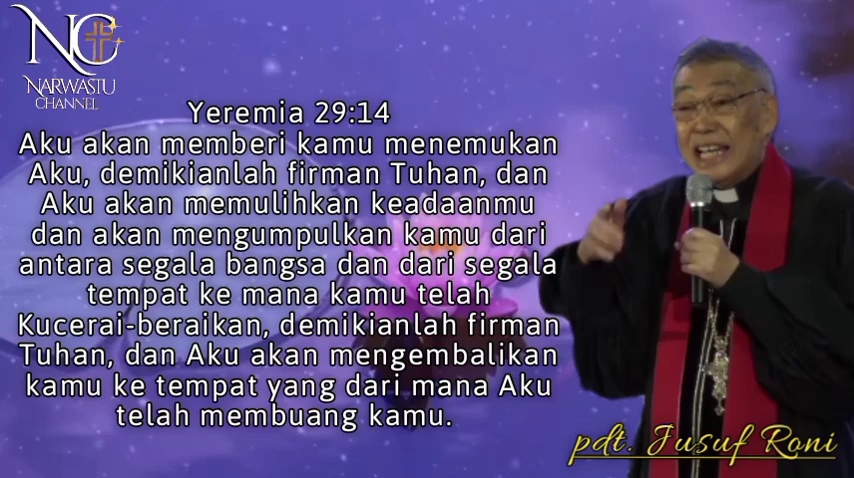 NC
NARWASTU
CHANNEL
Yeremia 29:14
Aku akan memberi kamu menemukan
Aku, demikianlah firman Tuhan, dan
Aku akan memulihkan keadaanmu
dan akan mengumpulkan kamu dari
antara segala bangsa dan dari segala
tempat ke mana kamu telah
Kucerai-beraikan, demikianlah firman
Tuhan, dan Aku akan mengembalikan
kamu ke tempat yang dari mana Aku
telah membuang kamu.
pdt. Jusuf Roni